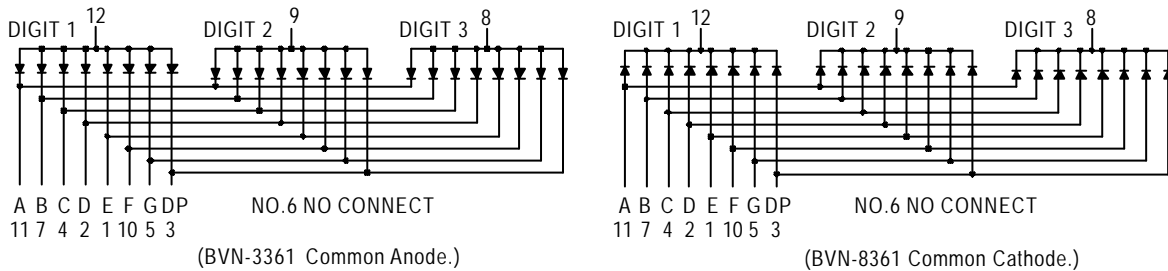 12 9 8 12 9 8
DIGIT 1 DIGIT 2 DIGIT 3 DIGIT 1 DIGIT 2 DIGIT 3
A B C D E F G DP NO.6 NO CONNECT A B C D E F G DP NO.6 NO CONNECT
11 7 4 2 1 10 5 3 11 7 4 2 1 10 5 3
(BVN-3361 Common Anode.) (BVN-8361 Common Cathode.)